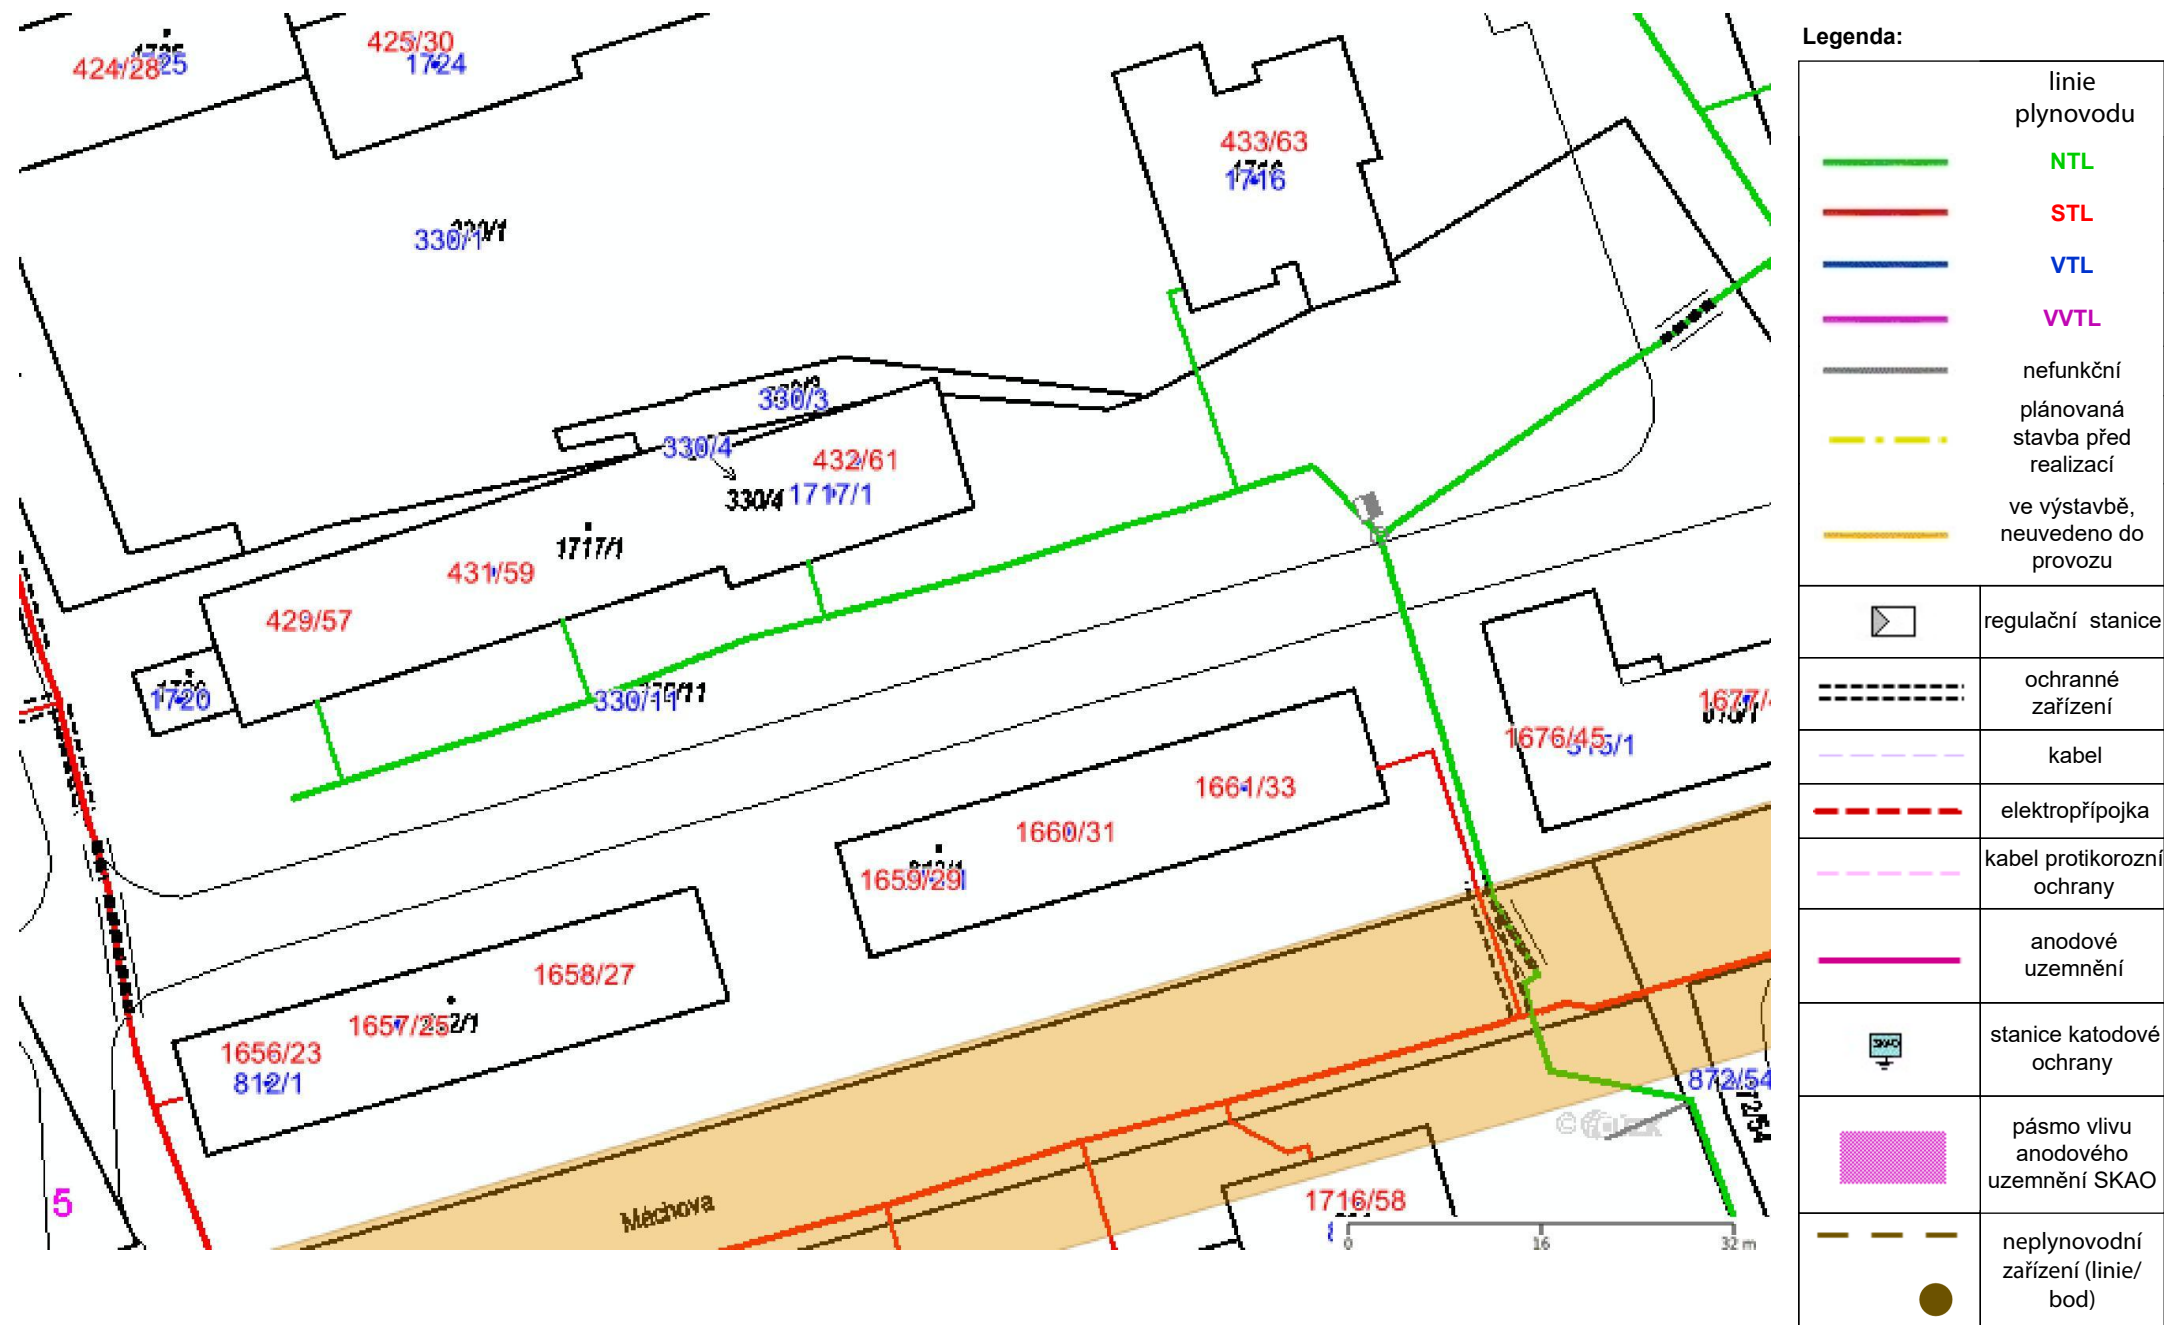 Legenda:
linie
plynovodu
NTL
STL
VTL
VVTL
nefunkční
plánovaná
stavba před
realizací
ve výstavbě,
neuvedeno do
provozu
regulační stanice
ochranné
zařízení
kabel
elektropřípojka
kabel protikorozní
ochrany
anodové
uzemnění
SKAO
stanice katodové
ochrany
pásmo vlivu
anodového
uzemnění SKAO
neplynovodní
zařízení (linie/
bod)
424/28
425/30
1724
433/63
1716
330/1
330/3
330/4
432/61
330/4
1717/1
1717/1
431/59
429/57
1720
330/11
1677/
1676/45
1661/33
1660/31
1659/29
1658/27
1657/25
1656/23
812/1
872/54
5
Máchova
1716/58
0
16
32 m